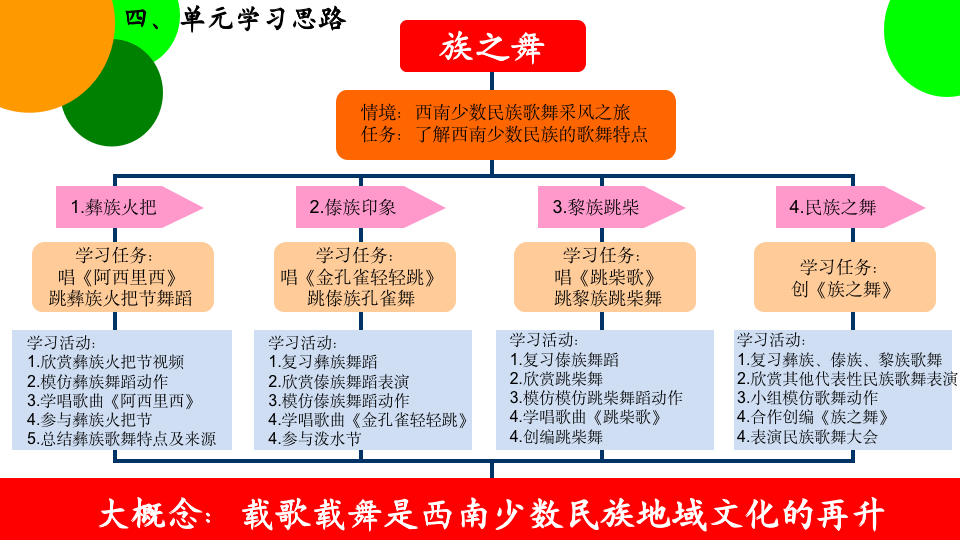 四、单元学习思路
族之舞
情境：西南少数民族歌舞采风之旅
任务：了解西南少数民族的歌舞特点
1.彝族火把
学习任务：
唱《阿西里西》
跳彝族火把节舞蹈
学习活动：
1.欣赏彝族火把节视频
2.模仿彝族舞蹈动作
3.学唱歌曲《阿西里西》
4.参与彝族火把节
5.总结彝族歌舞特点及来源
2.傣族印象
学习任务：
唱《金孔雀轻轻跳》
跳傣族孔雀舞
学习活动：
1.复习彝族舞蹈
2.欣赏傣族舞蹈表演
3.模仿傣族舞蹈动作
4.学唱歌曲《金孔雀轻轻跳》
4.参与泼水节
3.黎族跳柴
学习任务：
唱《跳柴歌》
跳黎族跳柴舞
学习活动：
1.复习傣族舞蹈
2.欣赏跳柴舞
3.模仿模仿跳柴舞蹈动作
4.学唱歌曲《跳柴歌》
4.创编跳柴舞
4.民族之舞
学习任务：
创《族之舞》
学习活动：
1.复习彝族、傣族、黎族歌舞
2.欣赏其他代表性民族歌舞表演
3.小组模仿歌舞动作
4.合作创编《族之舞》
4.表演民族歌舞大会
大概念：载歌载舞是西南少数民族地域文化的再升